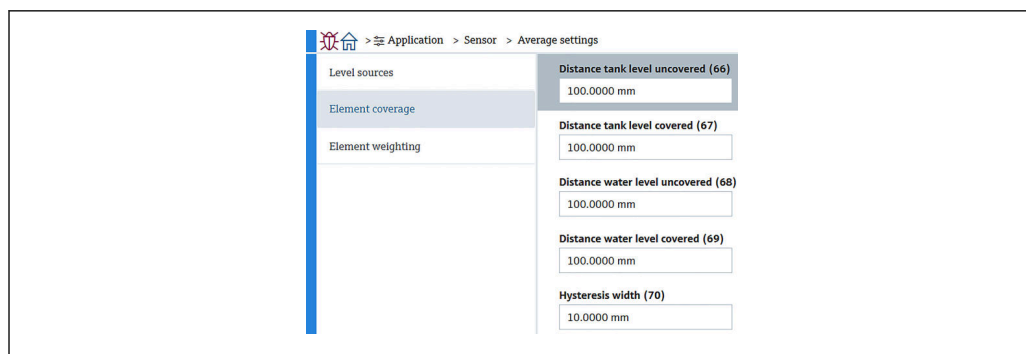 > Application > Sensor > Average settings
Level sources
Element coverage
Element weighting
Distance tank level uncovered (66)
100.0000 mm
Distance tank level covered (67)
100.0000 mm
Distance water level uncovered (68)
100.0000 mm
Distance water level covered (69)
100.0000 mm
Hysteresis width (70)
10.0000 mm